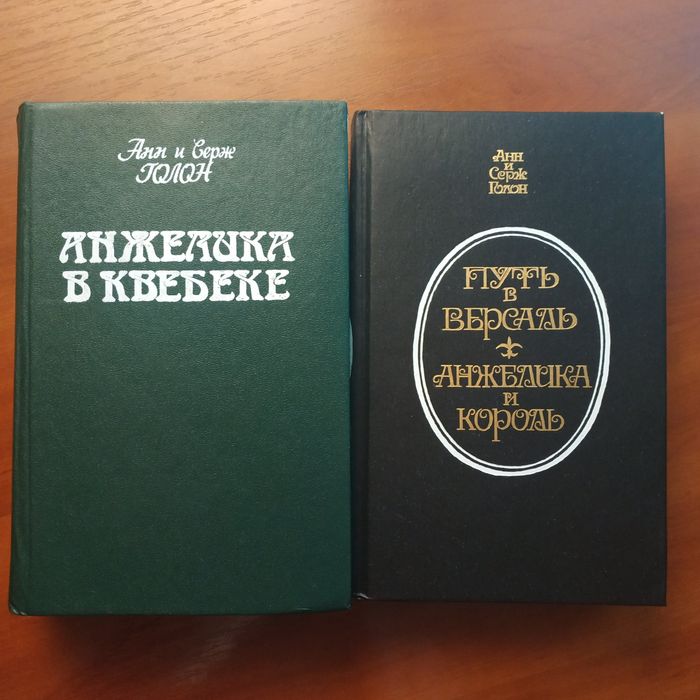 Анн и Серж
ГОЛОН
АНЖЕЛИКА
В КВЕБЕКЕ
Анн
и
Серж
Голон
ПУТЬ
В
ВЕРСАЛЬ
АНЖЕЛИКА
И
КОРОЛЬ